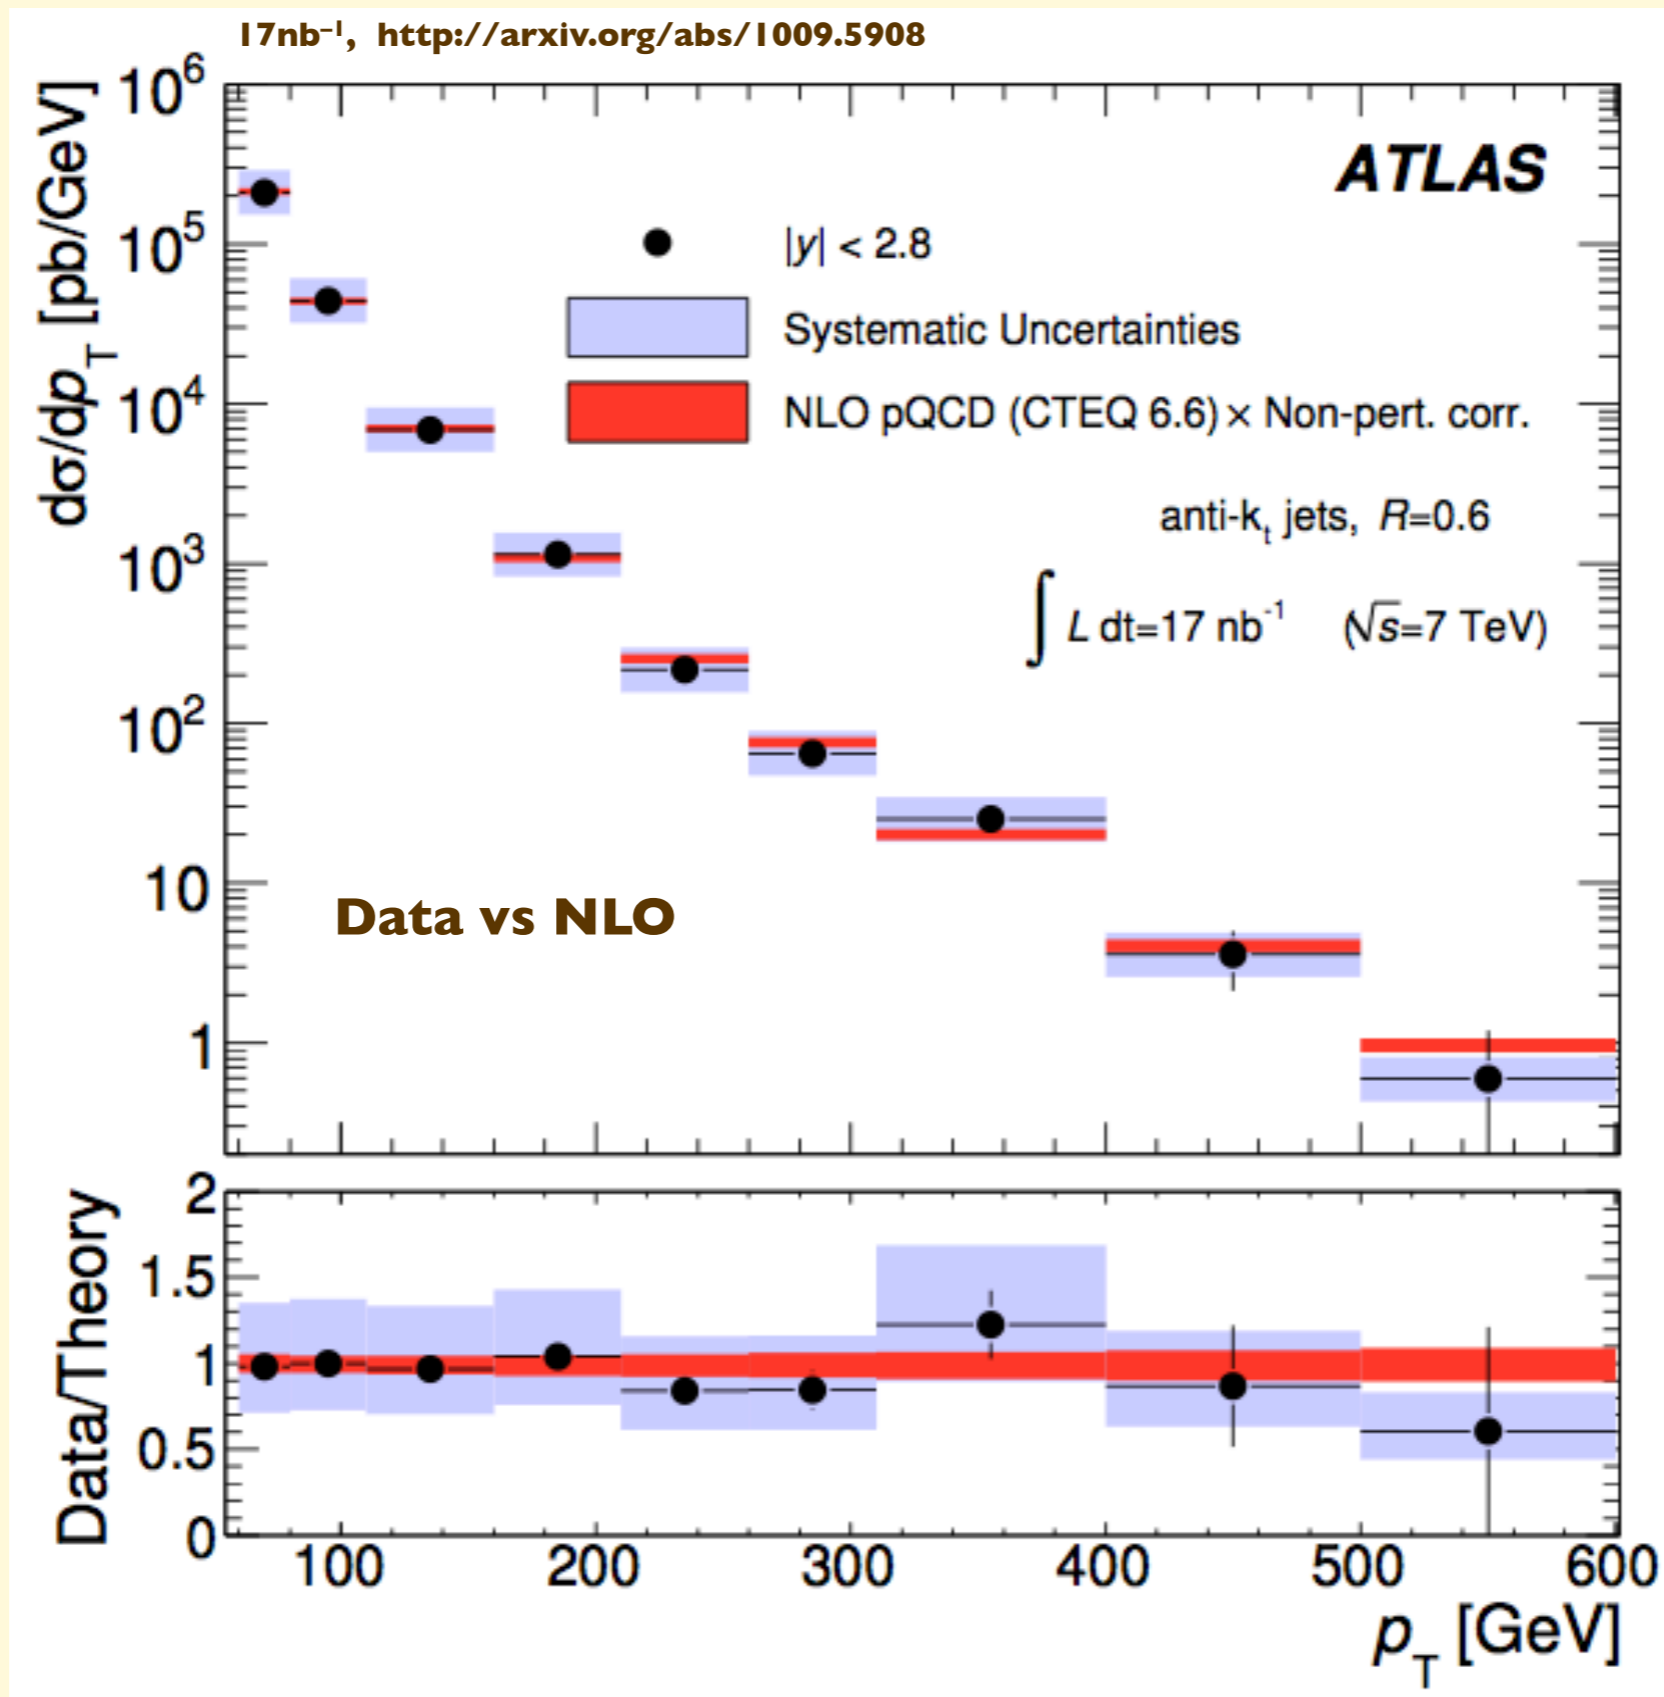 17nb⁻¹, http://arxiv.org/abs/1009.5908
dσ/dp_T [pb/GeV]
10⁶
10⁵
10⁴
10³
10²
10
1
ATLAS
|y| < 2.8
Systematic Uncertainties
NLO pQCD (CTEQ 6.6) × Non-pert. corr.
anti-k_t jets, R=0.6
∫ L dt=17 nb⁻¹ (√s=7 TeV)
Data vs NLO
Data/Theory
2
1.5
1
0.5
0
100 200 300 400 500 600
p_T [GeV]